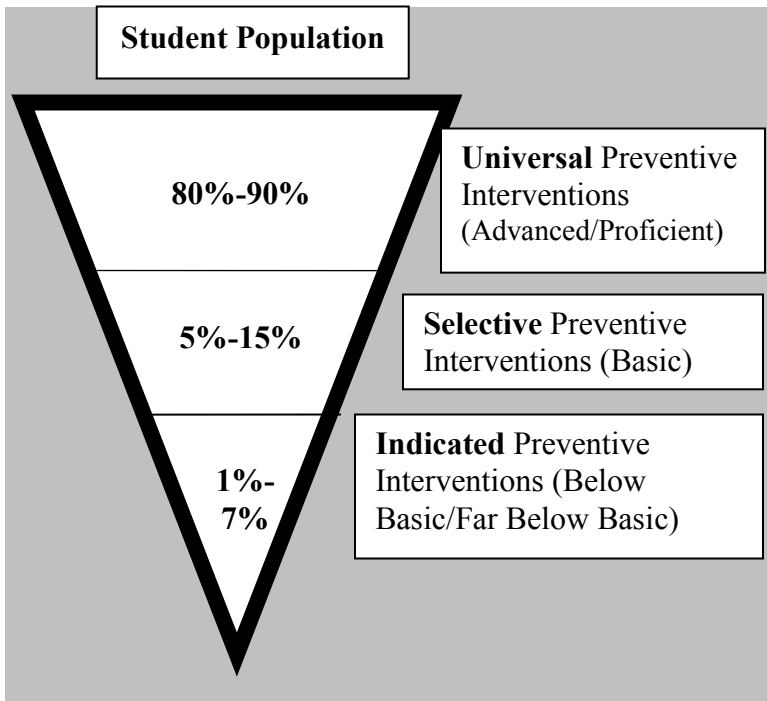 Student Population
80%-90%
Universal Preventive
Interventions
(Advanced/Proficient)
5%-15%
Selective Preventive
Interventions (Basic)
1%-
7%
Indicated Preventive
Interventions (Below
Basic/Far Below Basic)